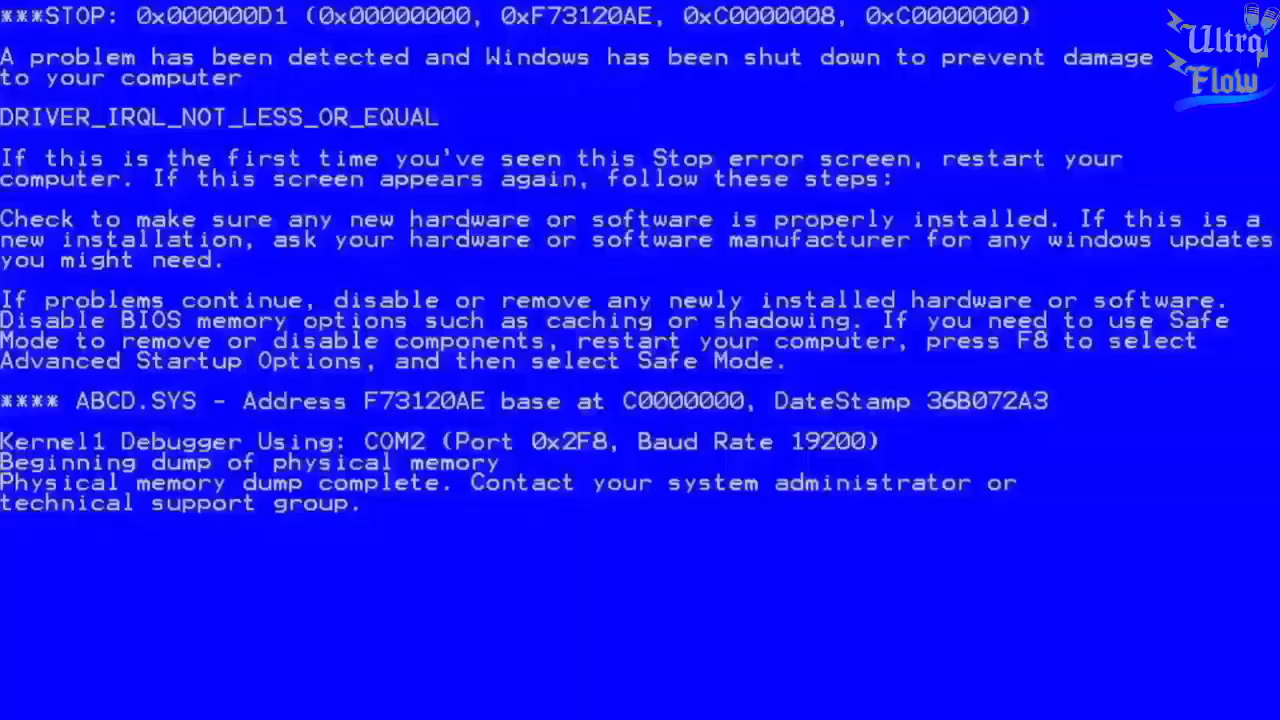 ***STOP: 0x000000D1 (0x00000000, 0xF73120AE, 0xC0000008, 0xC0000000)
A problem has been detected and Windows has been shut down to prevent damage
to your computer
DRIVER_IRQL_NOT_LESS_OR_EQUAL
If this is the first time you've seen this Stop error screen, restart your
computer. If this screen appears again, follow these steps:
Check to make sure any new hardware or software is properly installed. If this is a
new installation, ask your hardware or software manufacturer for any windows updates
you might need.
If problems continue, disable or remove any newly installed hardware or software.
Disable BIOS memory options such as caching or shadowing. If you need to use Safe
Mode to remove or disable components, restart your computer, press F8 to select
Advanced Startup Options, and then select Safe Mode.
**** ABCD.SYS - Address F73120AE base at C0000000, DateStamp 36B072A3
Kernel1 Debugger Using: COM2 (Port 0x2F8, Baud Rate 19200)
Beginning dump of physical memory
Physical memory dump complete. Contact your system administrator or
technical support group.
Ultra
Flow